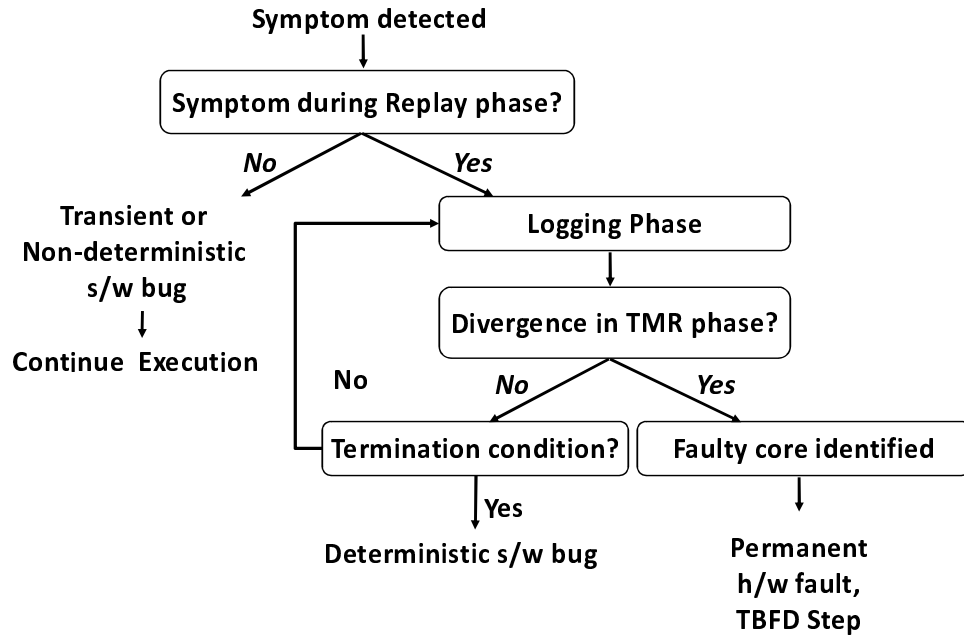 Symptom detected
Symptom during Replay phase?
No
Yes
Transient or
Non-deterministic
s/w bug
Continue Execution
Logging Phase
Divergence in TMR phase?
No
No
Yes
Termination condition?
Faulty core identified
Yes
Deterministic s/w bug
Permanent
h/w fault,
TBFD Step